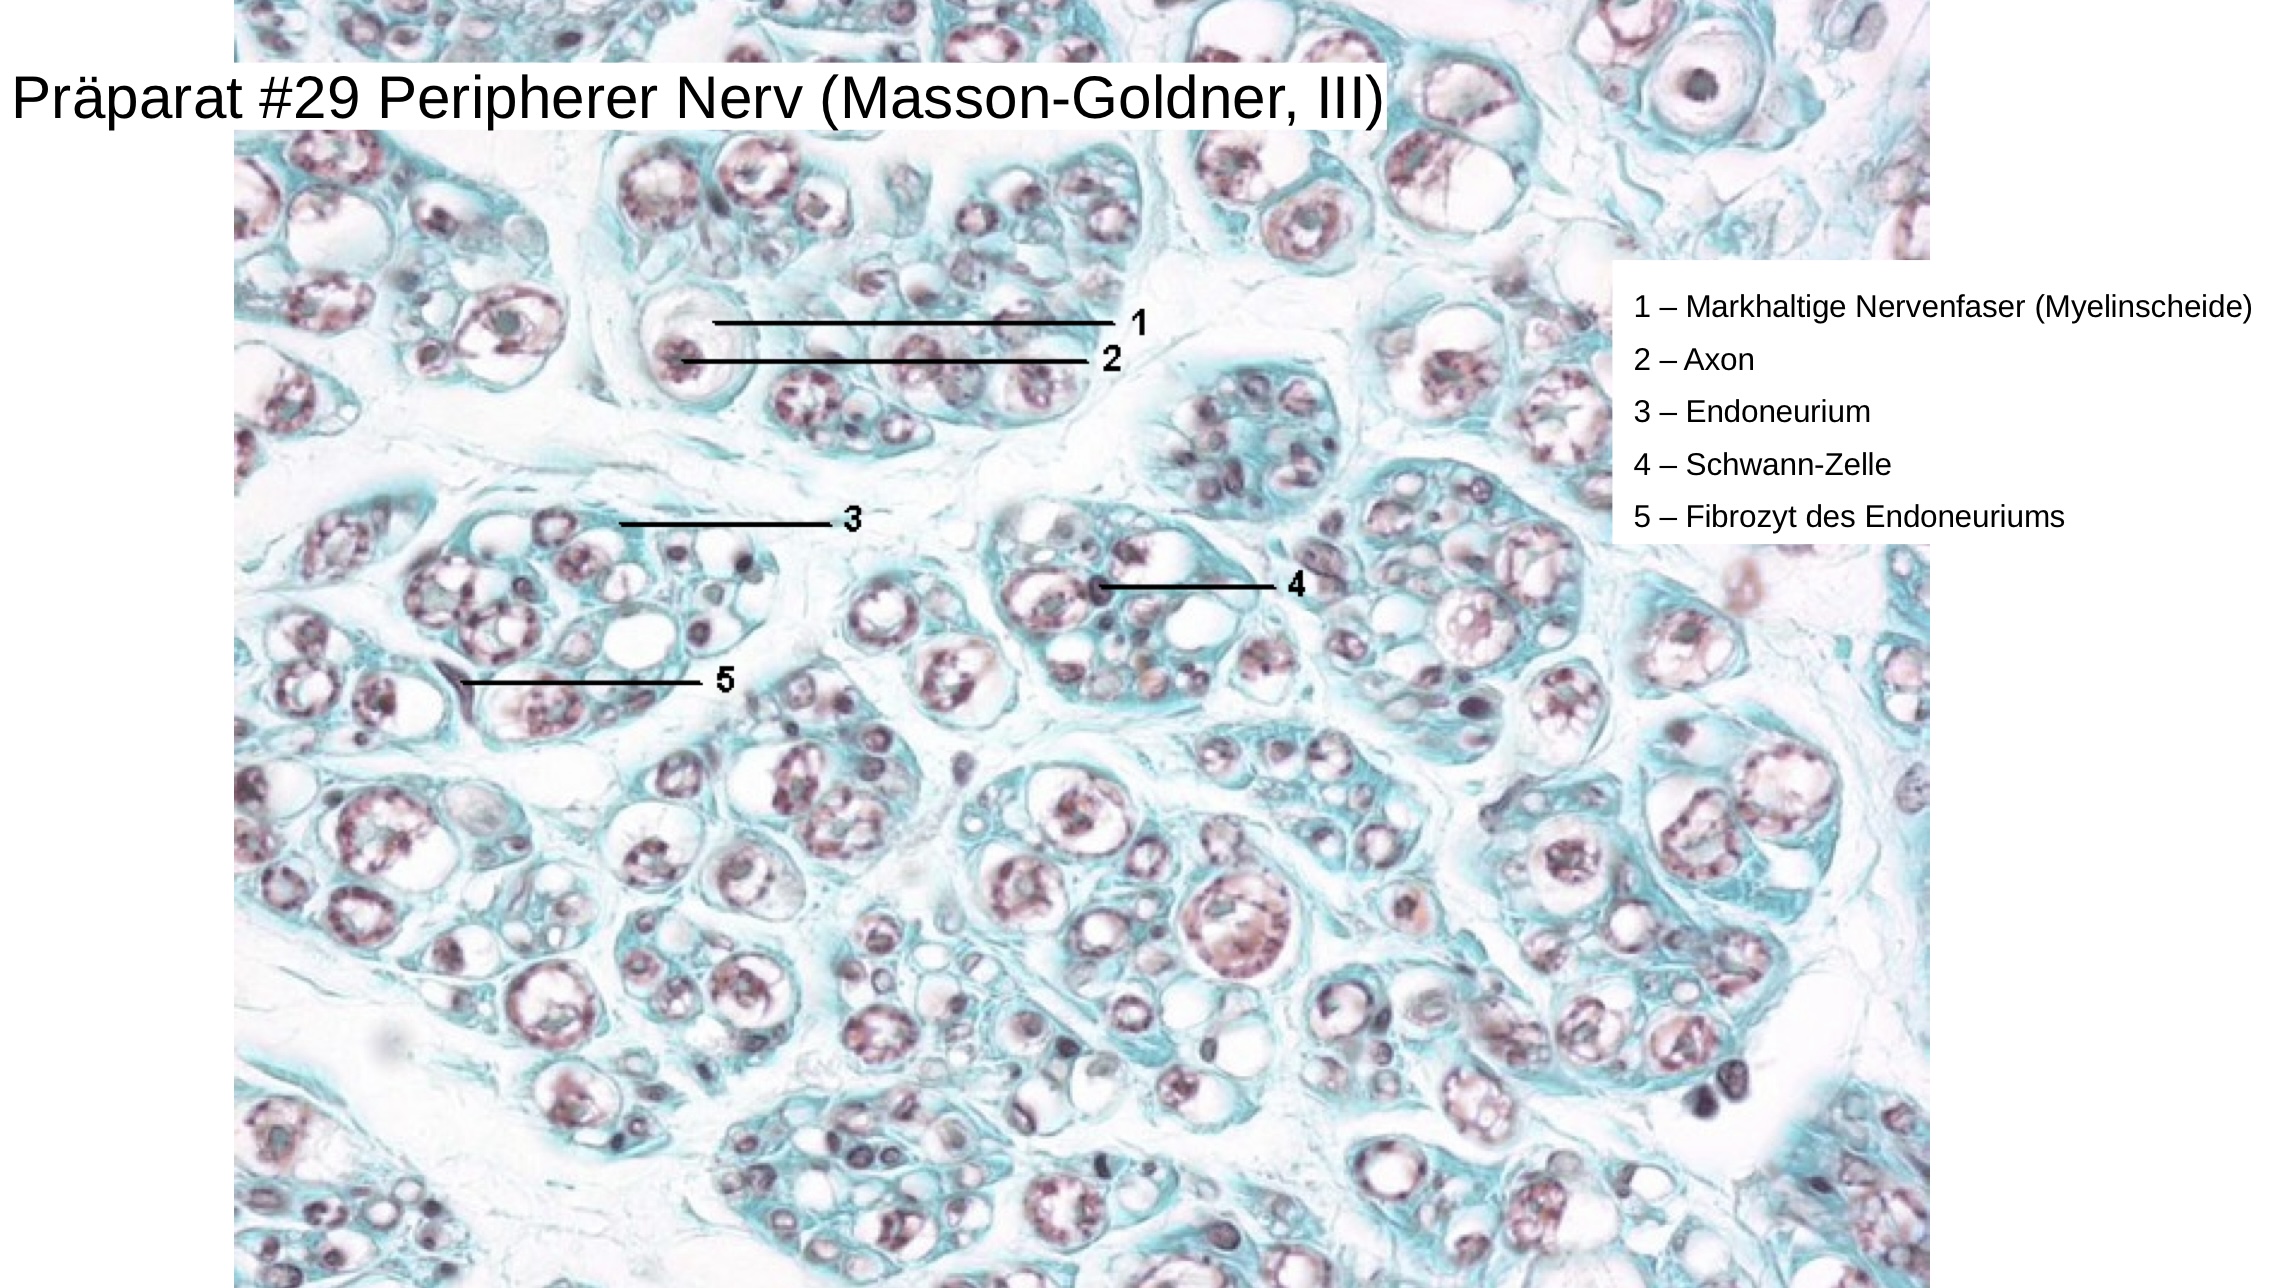 Präparat #29 Peripherer Nerv (Masson-Goldner, III)
1 – Markhaltige Nervenfaser (Myelinscheide)
2 – Axon
3 – Endoneurium
4 – Schwann-Zelle
5 – Fibrozyt des Endoneuriums
1
2
3
4
5